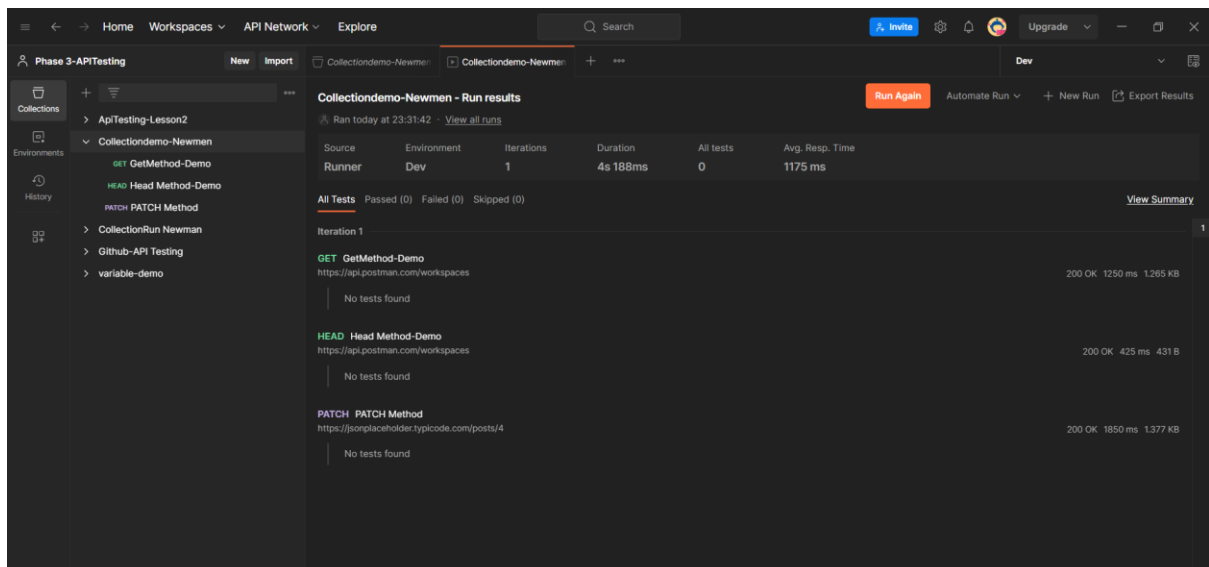 Home Workspaces API Network Explore Search Invite Upgrade
Phase 3-APITesting New Import Collectiondemo-Newmen Collectiondemo-Newmen Dev
Collections
Environments
History
ApiTesting-Lesson2
Collectiondemo-Newmen
GET GetMethod-Demo
HEAD Head Method-Demo
PATCH PATCH Method
CollectionRun Newman
Github-API Testing
variable-demo
Collectiondemo-Newmen - Run results Run Again Automate Run + New Run Export Results
Ran today at 23:31:42 · View all runs
Source Environment Iterations Duration All tests Avg. Resp. Time
Runner Dev 1 4s 188ms 0 1175 ms
All Tests Passed (0) Failed (0) Skipped (0) View Summary
Iteration 1 1
GET GetMethod-Demo
https://api.postman.com/workspaces 200 OK 1250 ms 1.265 KB
No tests found
HEAD Head Method-Demo
https://api.postman.com/workspaces 200 OK 425 ms 431 B
No tests found
PATCH PATCH Method
https://jsonplaceholder.typicode.com/posts/4 200 OK 1850 ms 1.377 KB
No tests found